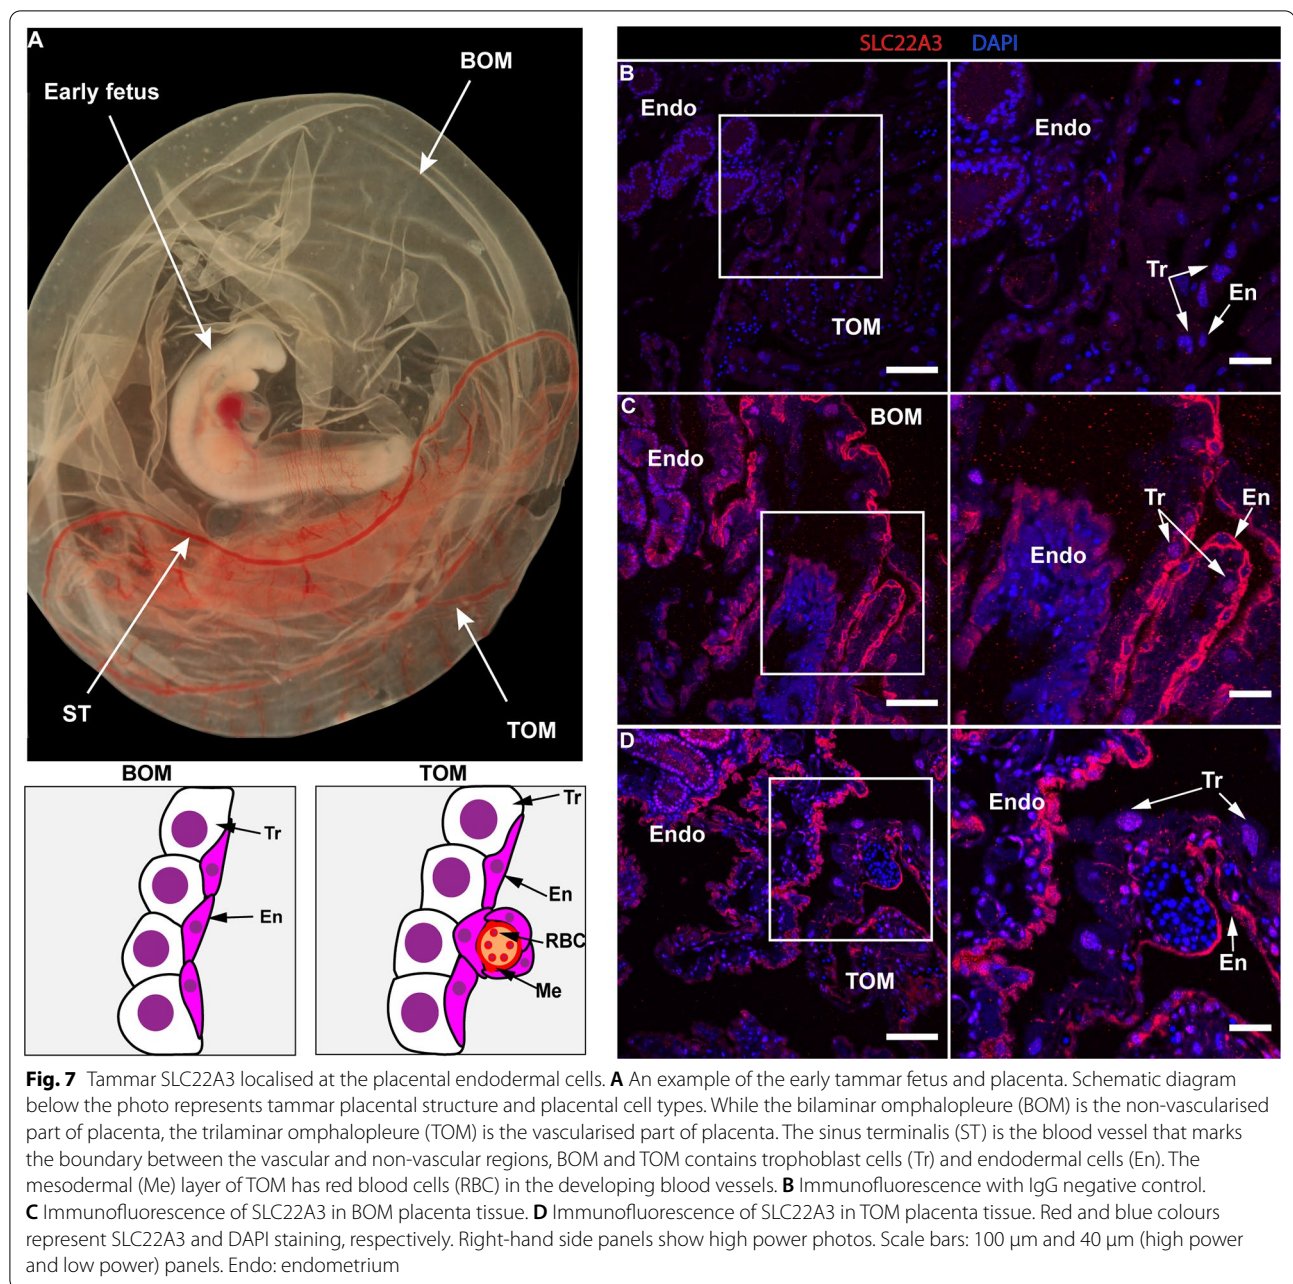 A
BOM
Early fetus
ST
TOM
BOM
Tr
En
TOM
Tr
En
RBC
Me
SLC22A3 DAPI
B
Endo
TOM
Endo
Tr
En
C
BOM
Endo
Tr
En
Endo
D
Endo
TOM
Tr
Endo
En
Fig. 7 Tammar SLC22A3 localised at the placental endodermal cells. A An example of the early tammar fetus and placenta. Schematic diagram
below the photo represents tammar placental structure and placental cell types. While the bilaminar omphalopleure (BOM) is the non-vascularised
part of placenta, the trilaminar omphalopleure (TOM) is the vascularised part of placenta. The sinus terminalis (ST) is the blood vessel that marks
the boundary between the vascular and non-vascular regions, BOM and TOM contains trophoblast cells (Tr) and endodermal cells (En). The
mesodermal (Me) layer of TOM has red blood cells (RBC) in the developing blood vessels. B Immunofluorescence with IgG negative control.
C Immunofluorescence of SLC22A3 in BOM placenta tissue. D Immunofluorescence of SLC22A3 in TOM placenta tissue. Red and blue colours
represent SLC22A3 and DAPI staining, respectively. Right-hand side panels show high power photos. Scale bars: 100 µm and 40 µm (high power
and low power) panels. Endo: endometrium